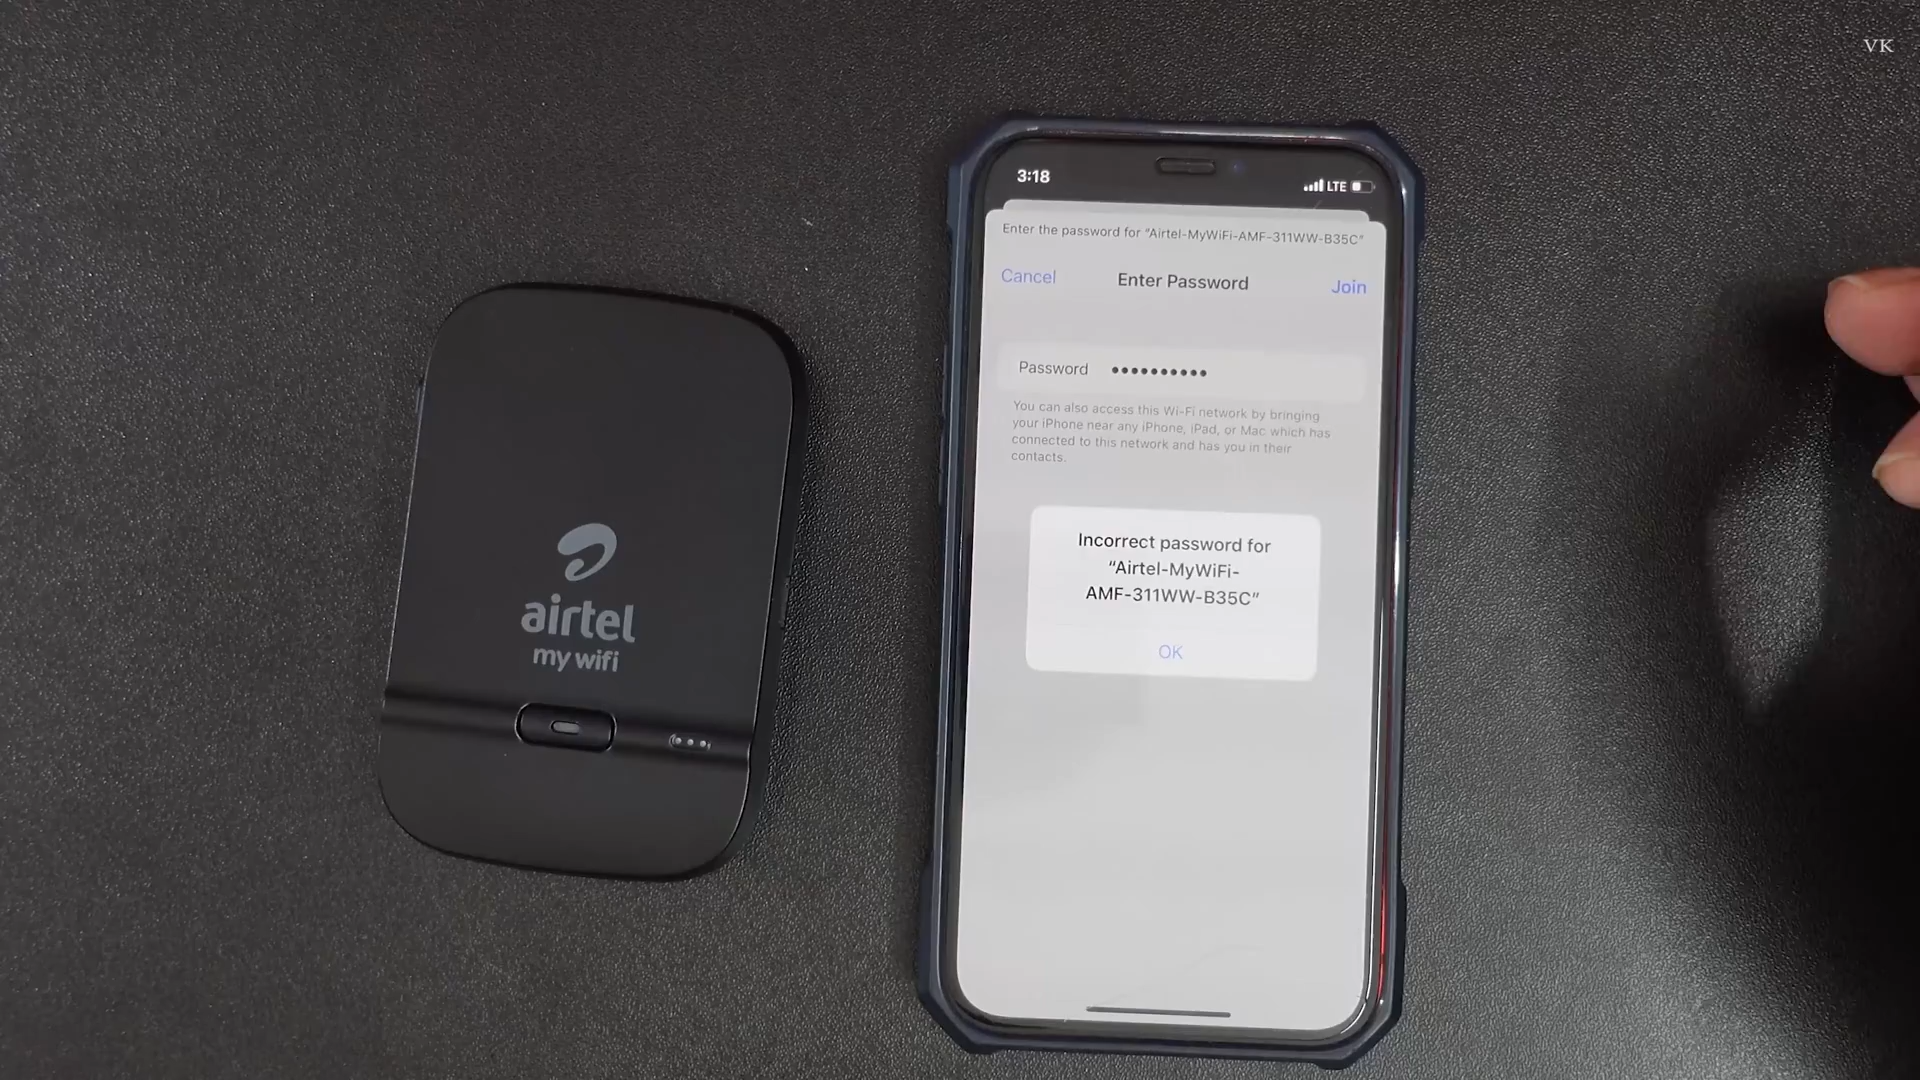 VK
3:18
LTE
Enter the password for “Airtel-MyWiFi-AMF-311WW-B35C”
Cancel
Enter Password
Join
Password ••••••••••
You can also access this Wi-Fi network by bringing
your iPhone near any iPhone, iPad, or Mac which has
connected to this network and has you in their
contacts.
Incorrect password for
“Airtel-MyWiFi-
AMF-311WW-B35C”
OK
airtel
my wifi